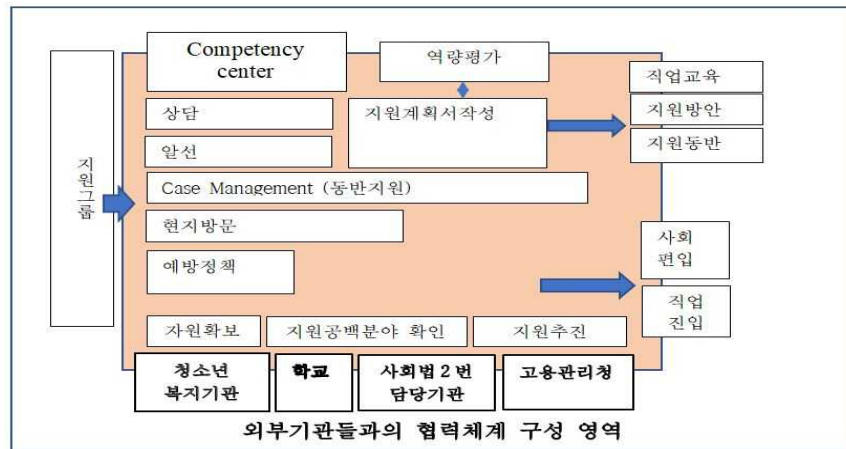 Competency
center
역량평가
직업교육
지원방안
지원동반
상담
지원계획서작성
알선
지원그룹
Case Management (동반지원)
현지방문
사회
편입
예방정책
직업
진입
자원확보
지원공백분야 확인
지원추진
청소년
복지기관
학교
사회법 2 번
담당기관
고용관리청
외부기관들과의 협력체계 구성 영역